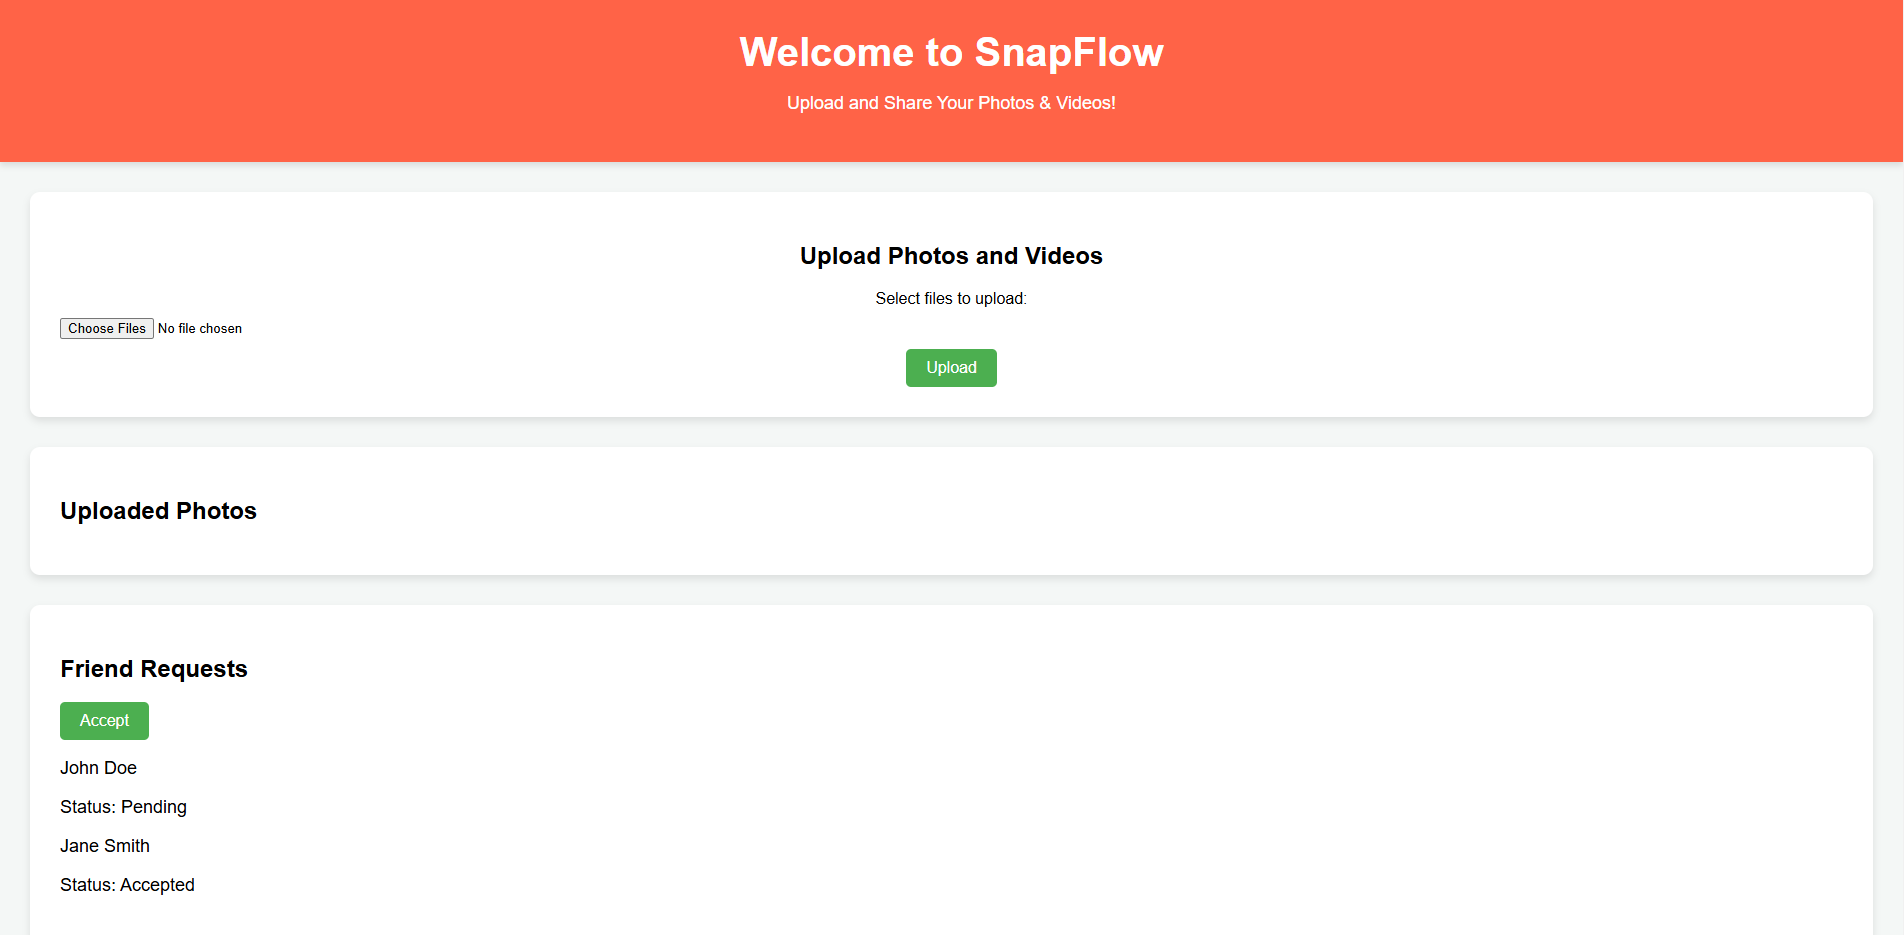 Welcome to SnapFlow
Upload and Share Your Photos & Videos!
Upload Photos and Videos
Select files to upload:
Choose Files No file chosen
Upload
Uploaded Photos
Friend Requests
Accept
John Doe
Status: Pending
Jane Smith
Status: Accepted